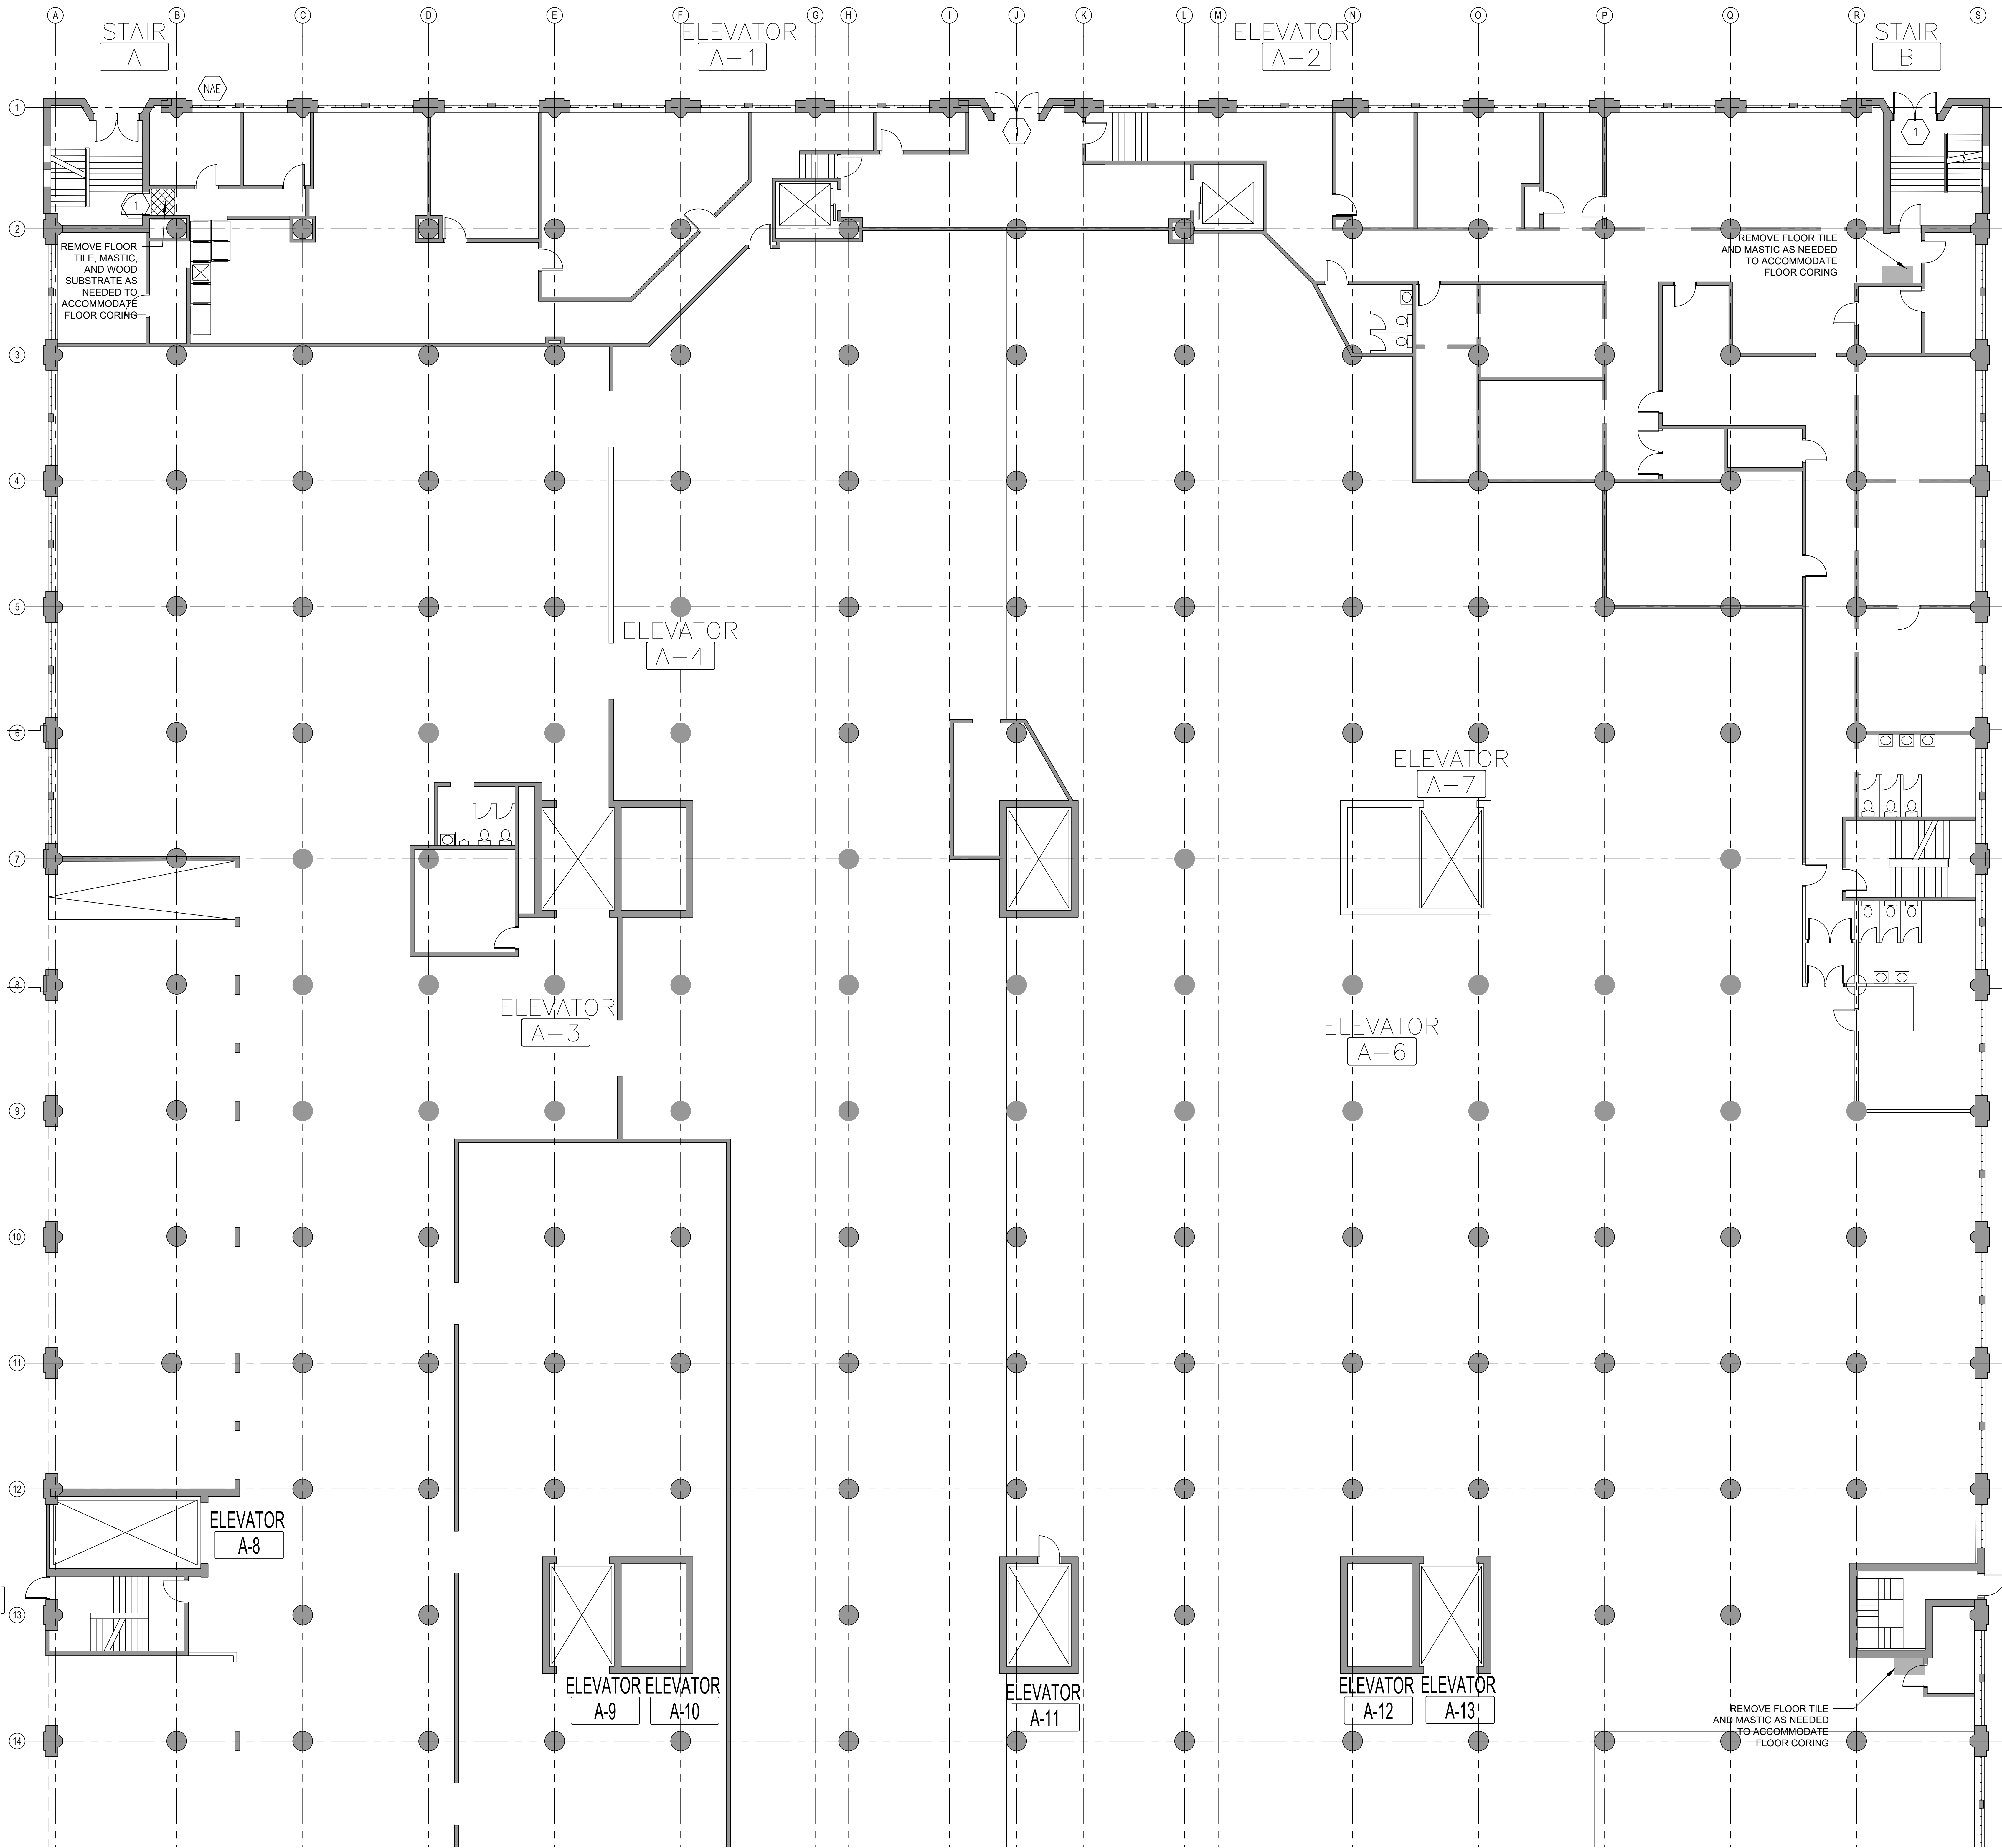 A B C D E F G H I J K L M N O P Q R S
STAIR
A
ELEVATOR
A-1
ELEVATOR
A-2
STAIR
B
NAE
1
1
1
1
2
REMOVE FLOOR
TILE, MASTIC,
AND WOOD
SUBSTRATE AS
NEEDED TO
ACCOMMODATE
FLOOR CORING
REMOVE FLOOR TILE
AND MASTIC AS NEEDED
TO ACCOMMODATE
FLOOR CORING
3
4
5
ELEVATOR
A-4
6
ELEVATOR
A-7
7
8
ELEVATOR
A-3
ELEVATOR
A-6
9
10
11
12
ELEVATOR
A-8
13
ELEVATOR
A-9
ELEVATOR
A-10
ELEVATOR
A-11
ELEVATOR
A-12
ELEVATOR
A-13
REMOVE FLOOR TILE
AND MASTIC AS NEEDED
TO ACCOMMODATE
FLOOR CORING
14